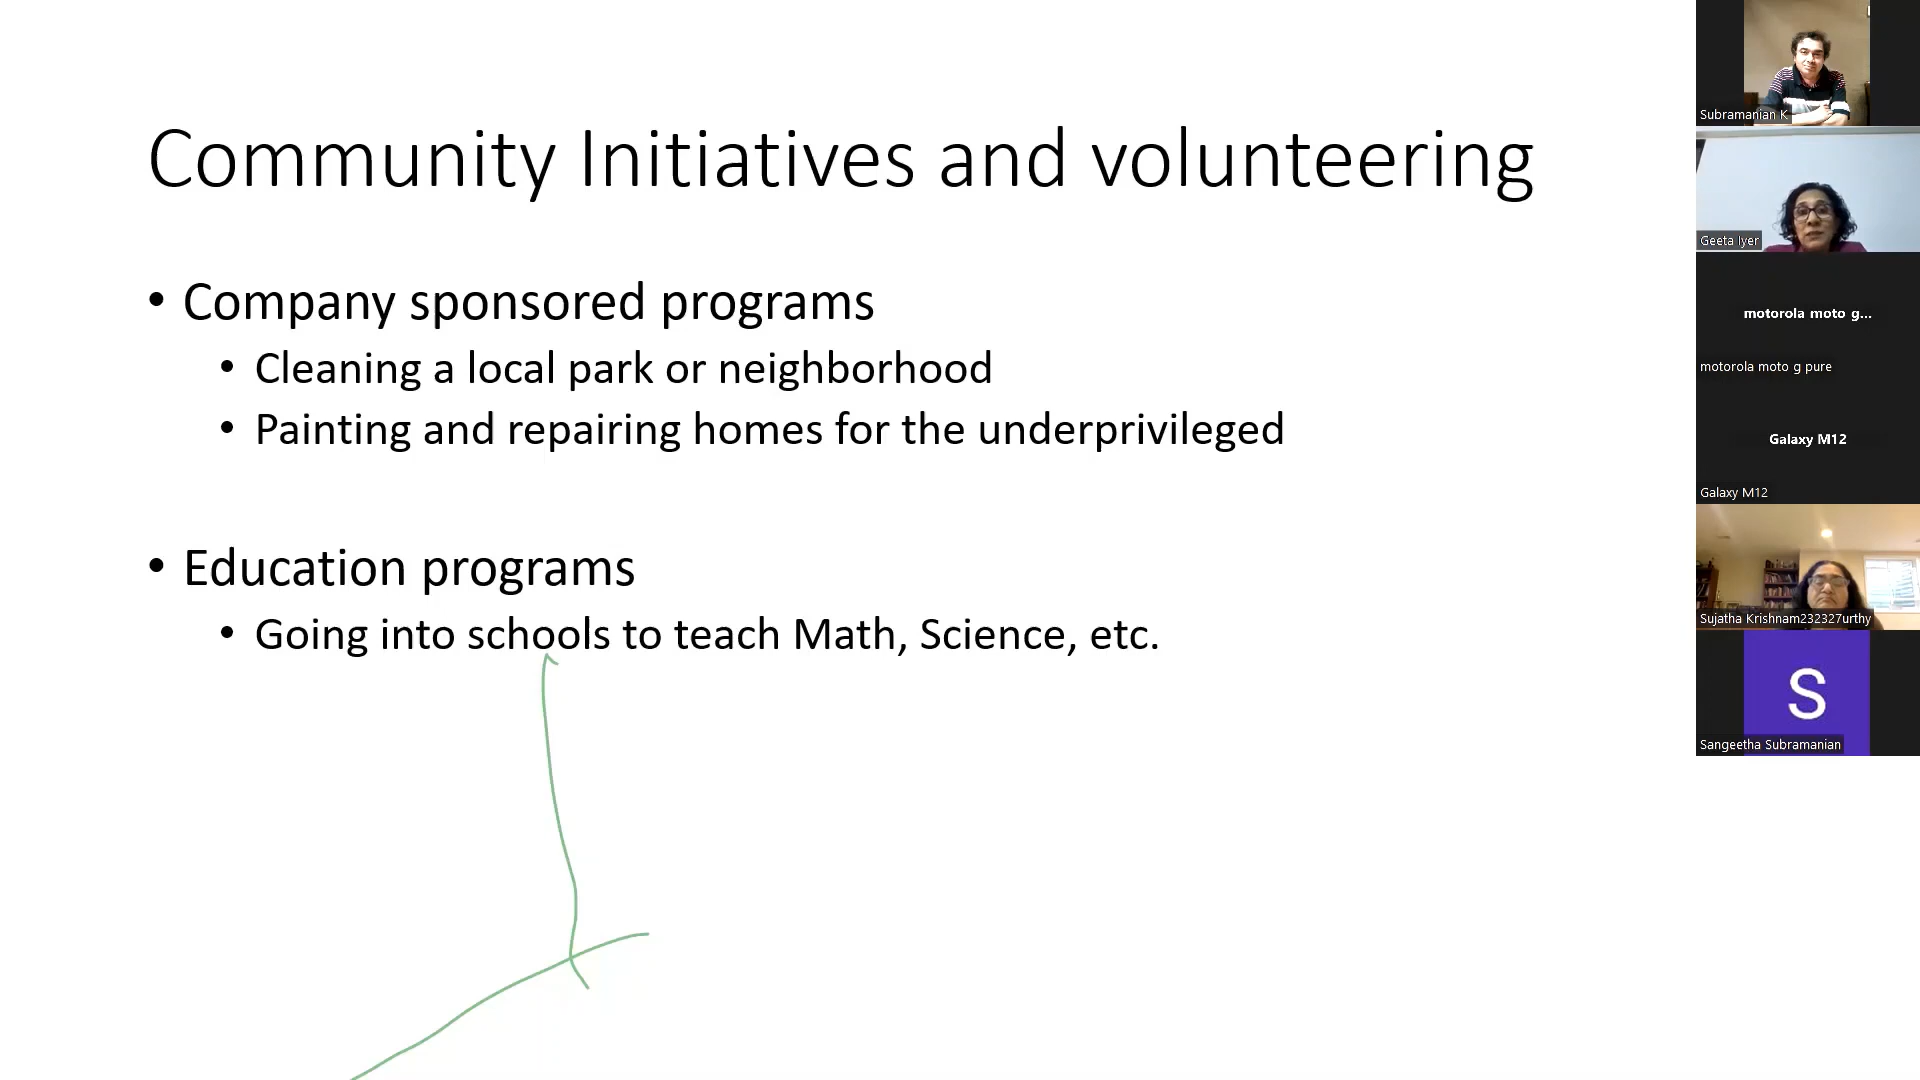 Community Initiatives and volunteering
• Company sponsored programs
• Cleaning a local park or neighborhood
• Painting and repairing homes for the underprivileged
• Education programs
• Going into schools to teach Math, Science, etc.
Subramanian K
Geeta Iyer
motorola moto g...
motorola moto g pure
Galaxy M12
Galaxy M12
Sujatha Krishnam232327urthy
S
Sangeetha Subramanian